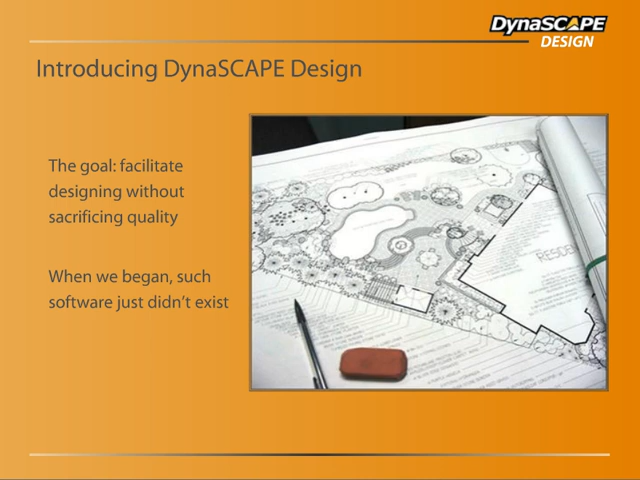 DynaSCAPE
DESIGN
Introducing DynaSCAPE Design
The goal: facilitate
designing without
sacrificing quality
When we began, such
software just didn't exist